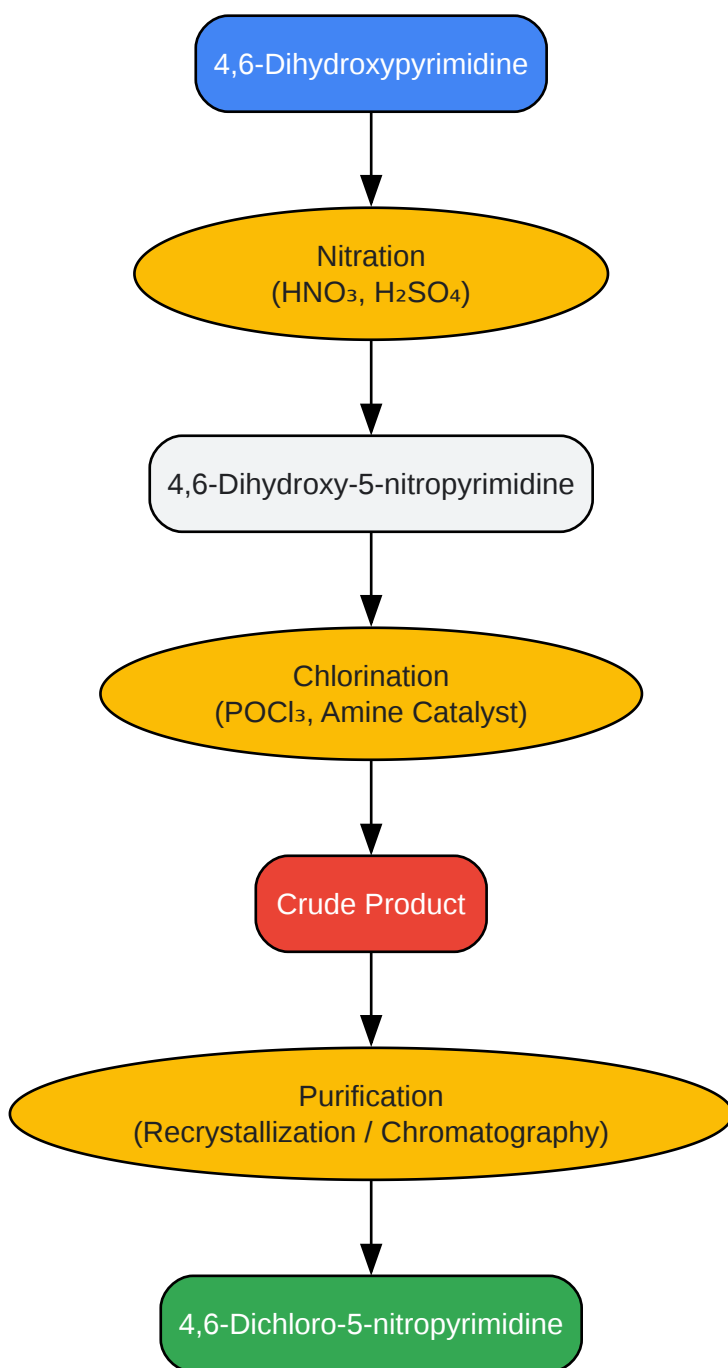 4,6-Dihydroxypyrimidine
Nitration
(HNO₃, H₂SO₄)
4,6-Dihydroxy-5-nitropyrimidine
Chlorination
(POCl₃, Amine Catalyst)
Crude Product
Purification
(Recrystallization / Chromatography)
4,6-Dichloro-5-nitropyrimidine